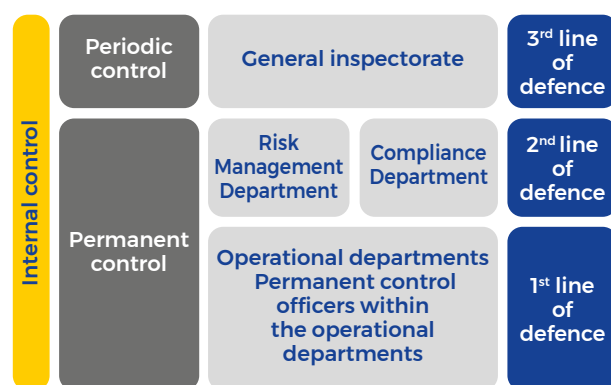 Internal control
Periodic
control
General inspectorate
3rd line
of
defence
Permanent
control
Risk
Management
Department
Compliance
Department
2nd line
of
defence
Operational departments
Permanent control
officers within
the operational
departments
1st line
of
defence